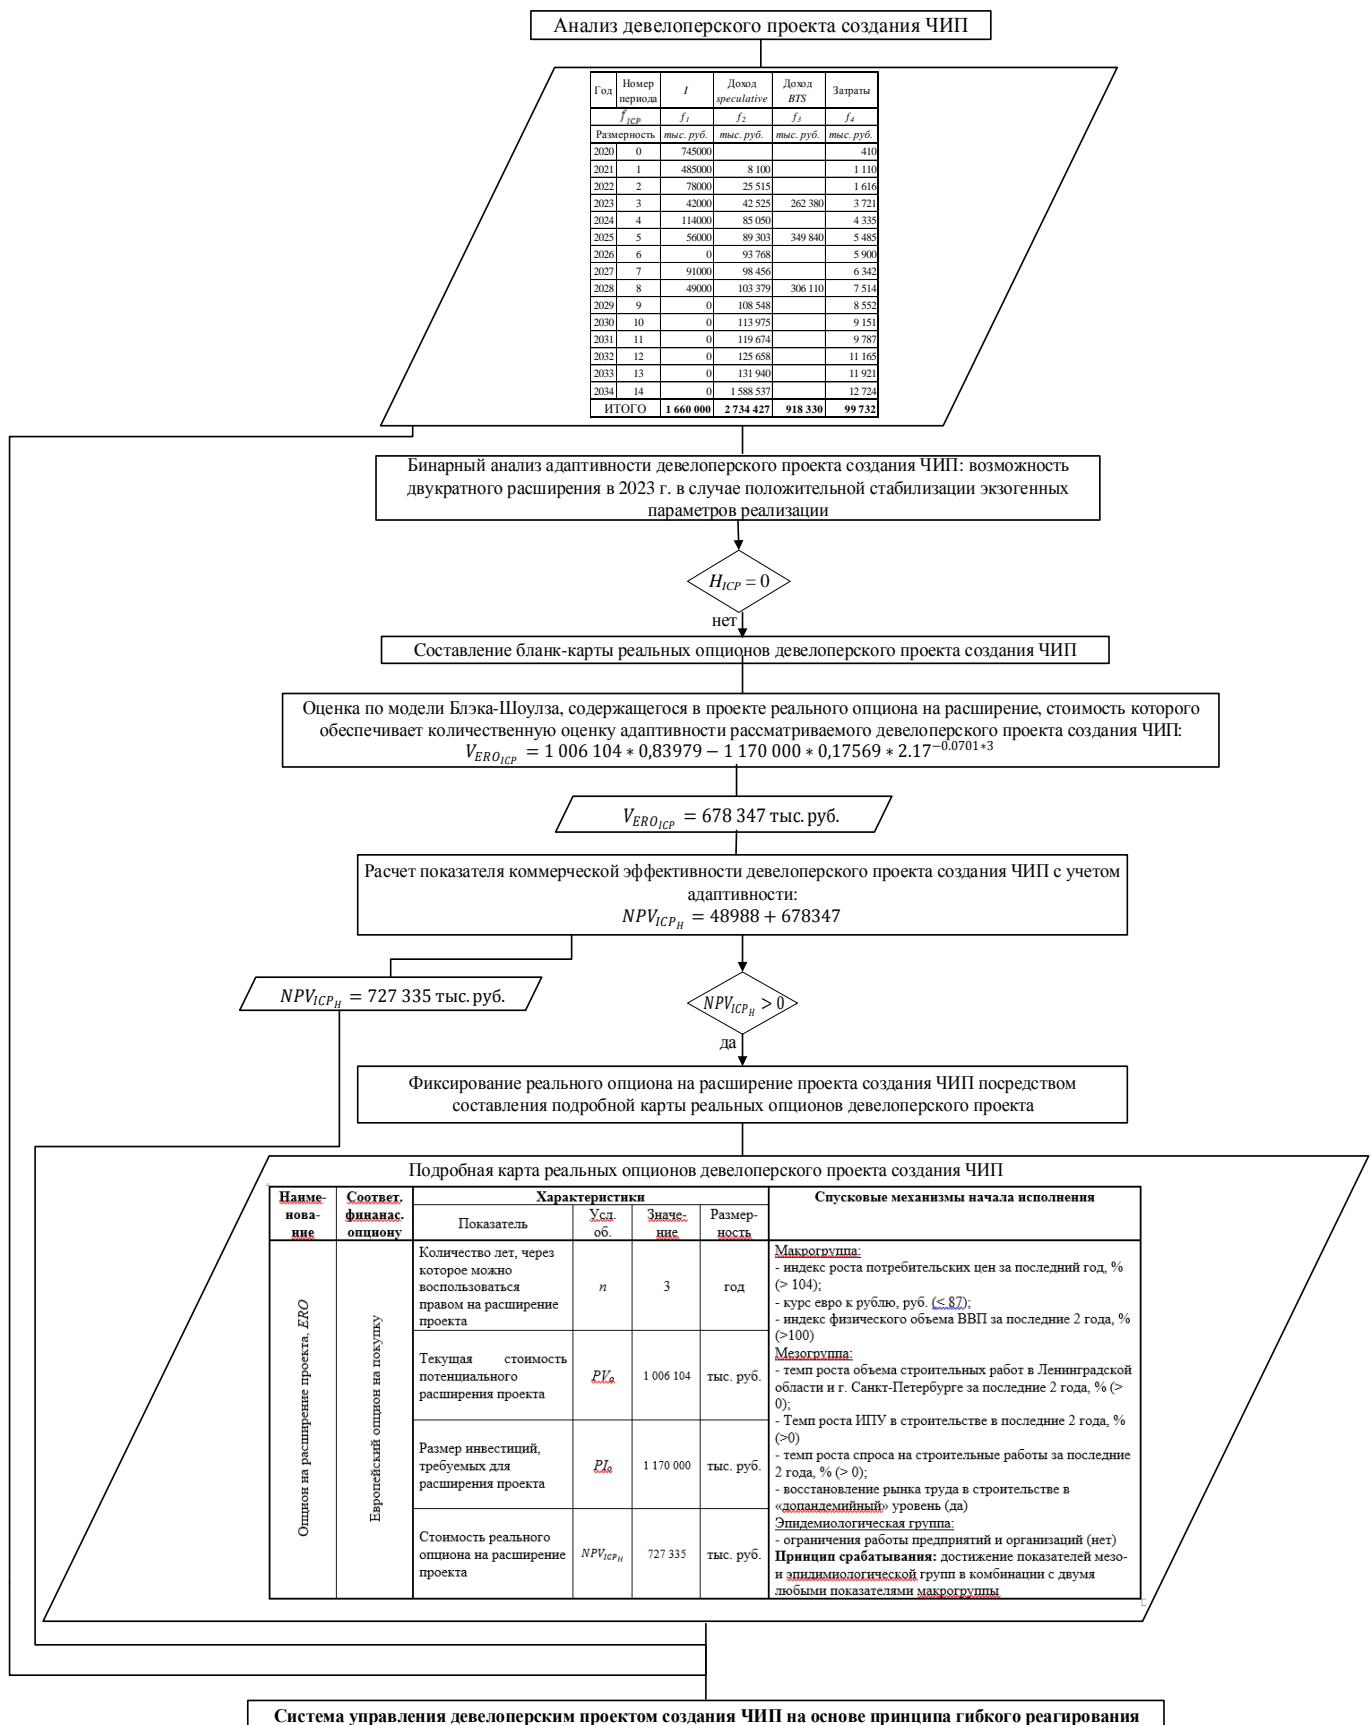 Анализ девелоперского проекта создания ЧИП
Год Номер периода I Доход speculative Доход BTS Затраты
f ICP f1 f2 f3 f4
Размерность тыс. руб. тыс. руб. тыс. руб. тыс. руб.
2020 0 745000 410
2021 1 485000 8 100 1 110
2022 2 78000 25 515 1 616
2023 3 42000 42 525 262 380 3 721
2024 4 114000 85 050 4 335
2025 5 56000 89 303 349 840 5 485
2026 6 0 93 768 5 900
2027 7 91000 98 456 6 342
2028 8 49000 103 379 306 110 7 514
2029 9 0 108 548 8 552
2030 10 0 113 975 9 151
2031 11 0 119 674 9 787
2032 12 0 125 658 11 165
2033 13 0 131 940 11 921
2034 14 0 1 588 537 12 724
ИТОГО 1 660 000 2 734 427 918 330 99 732
Бинарный анализ адаптивности девелоперского проекта создания ЧИП: возможность
двукратного расширения в 2023 г. в случае положительной стабилизации экзогенных
параметров реализации
H_ICP = 0
нет
Составление бланк-карты реальных опционов девелоперского проекта создания ЧИП
Оценка по модели Блэка-Шоулза, содержащегося в проекте реального опциона на расширение, стоимость которого
обеспечивает количественную оценку адаптивности рассматриваемого девелоперского проекта создания ЧИП:
V_ERO_ICP = 1 006 104 * 0,83979 − 1 170 000 * 0,17569 * 2.17^−0.0701*3
V_ERO_ICP = 678 347 тыс. руб.
Расчет показателя коммерческой эффективности девелоперского проекта создания ЧИП с учетом
адаптивности:
NPV_ICP_H = 48988 + 678347
NPV_ICP_H = 727 335 тыс. руб.
NPV_ICP_H > 0
да
Фиксирование реального опциона на расширение проекта создания ЧИП посредством
составления подробной карты реальных опционов девелоперского проекта
Подробная карта реальных опционов девелоперского проекта создания ЧИП
Наиме-
нова-
ние
Соответ.
финанас.
опциону
Характеристики
Показатель
Усл.
об.
Значе-
ние
Размер-
ность
Спусковые механизмы начала исполнения
Опцион на расширение проекта, ERO
Европейский опцион на покупку
Количество лет, через
которое можно
воспользоваться
правом на расширение
проекта
n
3
год
Текущая стоимость
потенциального
расширения проекта
PV₀
1 006 104
тыс. руб.
Размер инвестиций,
требуемых для
расширения проекта
PI₀
1 170 000
тыс. руб.
Стоимость реального
опциона на расширение
проекта
NPV_ICP_H
727 335
тыс. руб.
Макрогруппа:
- индекс роста потребительских цен за последний год, %
(> 104);
- курс евро к рублю, руб. (< 87);
- индекс физического объема ВВП за последние 2 года, %
(>100)
Мезогруппа:
- темп роста объема строительных работ в Ленинградской
области и г. Санкт-Петербурге за последние 2 года, % (>
0);
- Темп роста ИПУ в строительстве в последние 2 года, %
(>0)
- темп роста спроса на строительные работы за последние
2 года, % (> 0);
- восстановление рынка труда в строительстве в
«допандемийный» уровень (да)
Эпидемиологическая группа:
- ограничения работы предприятий и организаций (нет)
Принцип срабатывания: достижение показателей мезо-
и эпидимиологической групп в комбинации с двумя
любыми показателями макрогруппы
Система управления девелоперским проектом создания ЧИП на основе принципа гибкого реагирования